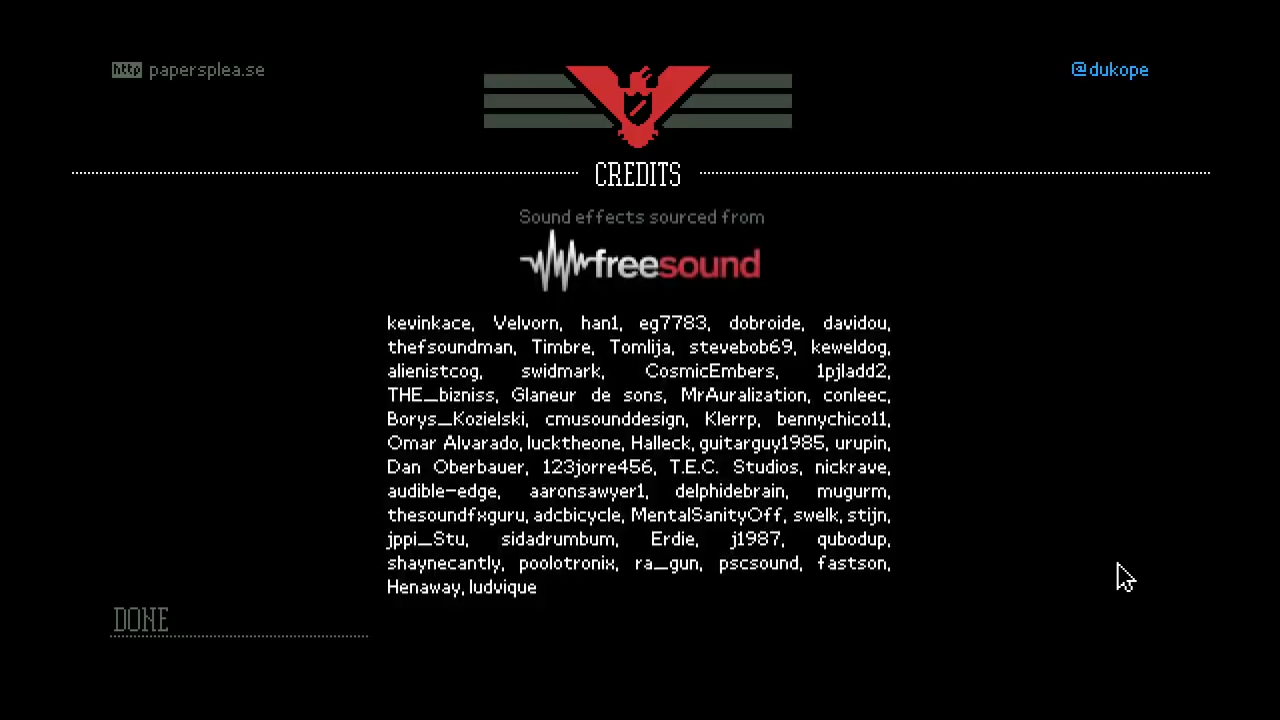 http papersplea.se
@dukope
CREDITS
Sound effects sourced from
freesound
kevinkace, Velvorn, han1, eg7783, dobroide, davidou,
thefsoundman, Timbre, Tomlija, stevebob69, keweldog,
alienistcog, swidmark, CosmicEmbers, 1pjladd2,
THE_bizniss, Glaneur de sons, MrAuralization, conleec,
Borys_Kozielski, cmusounddesign, Klerrp, bennychico11,
Omar Alvarado, lucktheone, Halleck, guitarguy1985, urupin,
Dan Oberbauer, 123jorre456, T.E.C. Studios, nickrave,
audible-edge, aaronsawyer1, delphidebrain, mugurm,
thesoundfxguru, adcbicycle, MentalSanityOff, swelk, stijn,
jppi_Stu, sidadrumbum, Erdie, j1987, qubodup,
shaynecantly, poolotronix, ra_gun, pscsound, fastson,
Henaway, ludvique
DONE